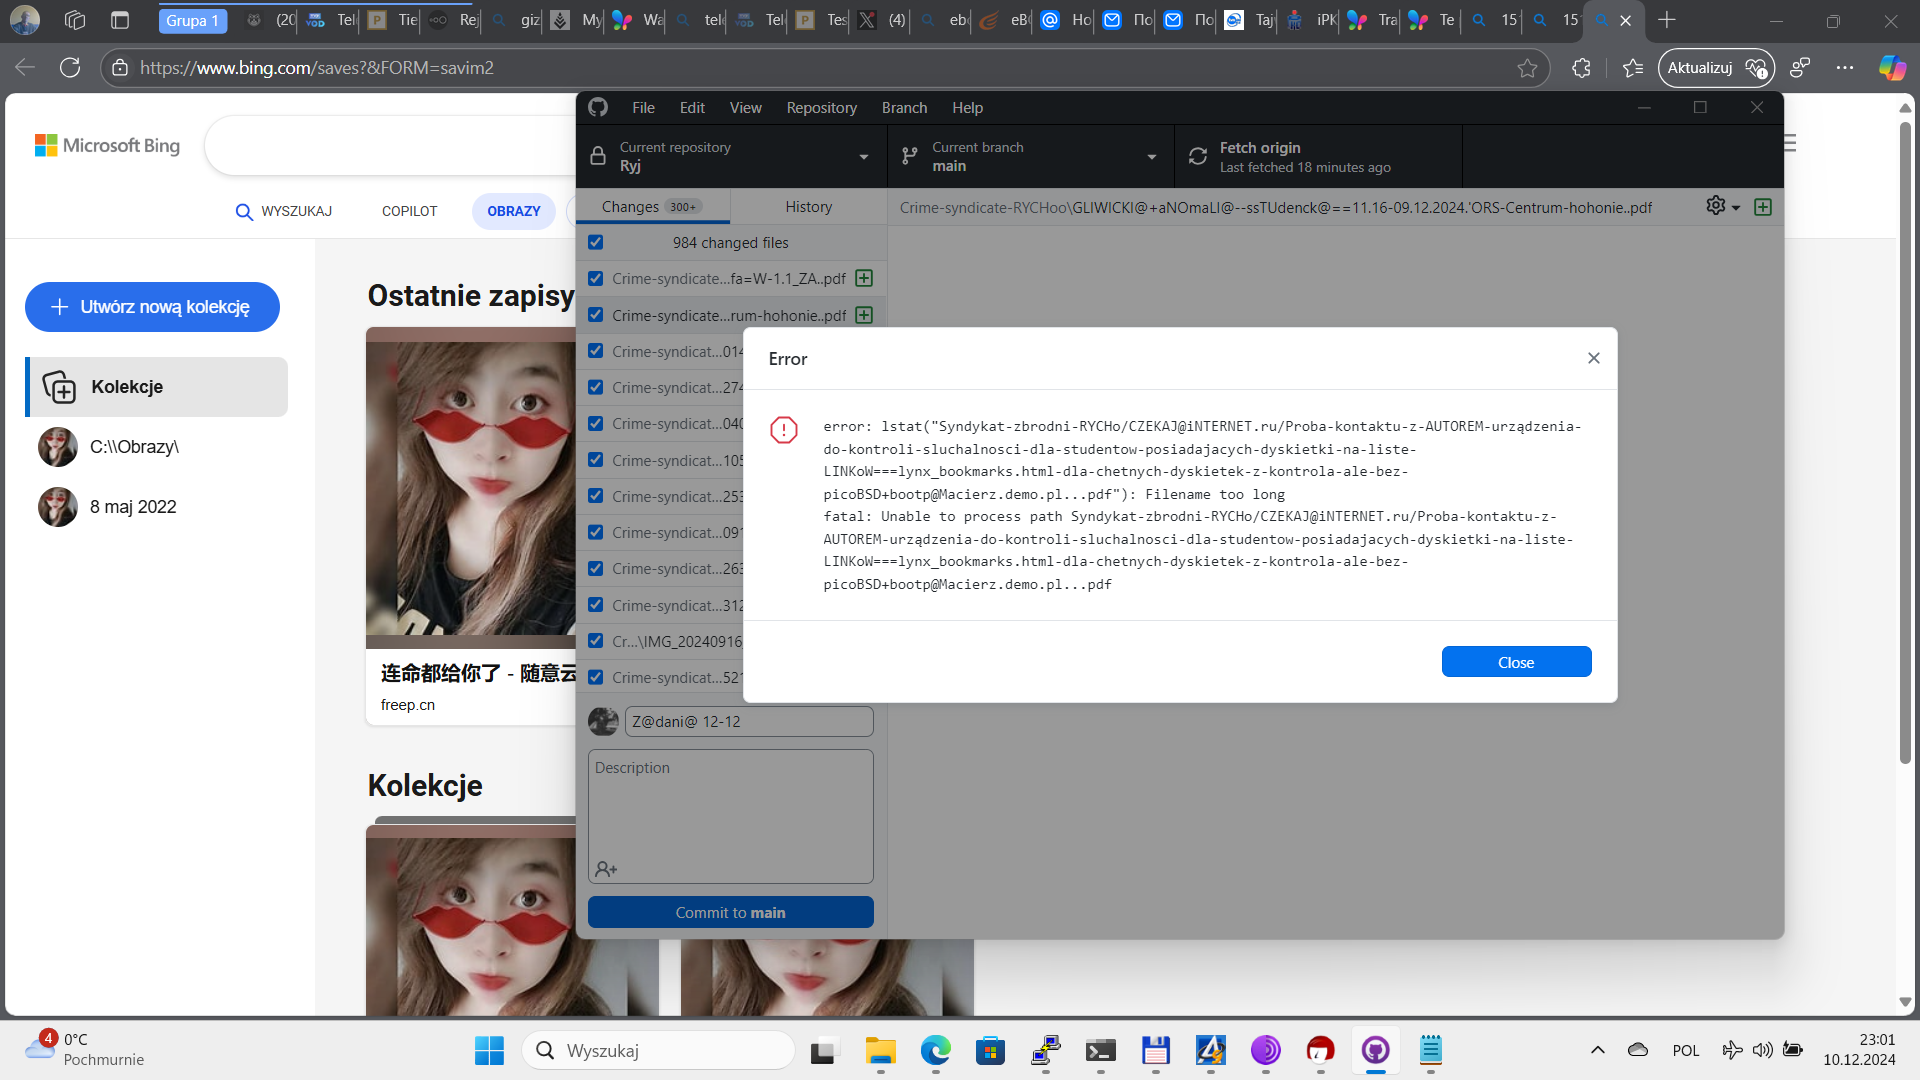 Grupa 1
(20
Tel
Tie
Rej
giz
My
Wa
tele
Tel
Tes
(4)
ebo
eBO
Ho
По
По
Taj
iPK
Tra
Te
15
15
https://www.bing.com/saves?&FORM=savim2
Aktualizuj
Microsoft Bing
WYSZUKAJ
COPILOT
OBRAZY
Utwórz nową kolekcję
Kolekcje
C:\\Obrazy\
8 maj 2022
Ostatnie zapisy
连命都给你了 - 随意云
freep.cn
Kolekcje
File
Edit
View
Repository
Branch
Help
Current repository
Ryj
Current branch
main
Fetch origin
Last fetched 18 minutes ago
Changes 300+
History
Crime-syndicate-RYCHoo\GLIWICKI@+aNOmaLI@--ssTUdenck@==11.16-09.12.2024.'ORS-Centrum-hohonie..pdf
984 changed files
Crime-syndicate...fa=W-1.1_ZA..pdf
Crime-syndicate...rum-hohonie..pdf
Crime-syndicat...014
Crime-syndicat...274
Crime-syndicat...040
Crime-syndicat...105
Crime-syndicat...253
Crime-syndicat...091
Crime-syndicat...263
Crime-syndicat...312
Cr...\IMG_20240916
Crime-syndicat...521
Z@dani@ 12-12
Description
Commit to main
Error
error: lstat("Syndykat-zbrodni-RYCHo/CZEKAJ@iNTERNET.ru/Proba-kontaktu-z-AUTOREM-urządzenia-
do-kontroli-sluchalnosci-dla-studentow-posiadajacych-dyskietki-na-liste-
LINKoW===lynx_bookmarks.html-dla-chetnych-dyskietek-z-kontrola-ale-bez-
picoBSD+bootp@Macierz.demo.pl...pdf"): Filename too long
fatal: Unable to process path Syndykat-zbrodni-RYCHo/CZEKAJ@iNTERNET.ru/Proba-kontaktu-z-
AUTOREM-urządzenia-do-kontroli-sluchalnosci-dla-studentow-posiadajacych-dyskietki-na-liste-
LINKoW===lynx_bookmarks.html-dla-chetnych-dyskietek-z-kontrola-ale-bez-
picoBSD+bootp@Macierz.demo.pl...pdf
Close
4
0°C
Pochmurnie
Wyszukaj
POL
23:01
10.12.2024